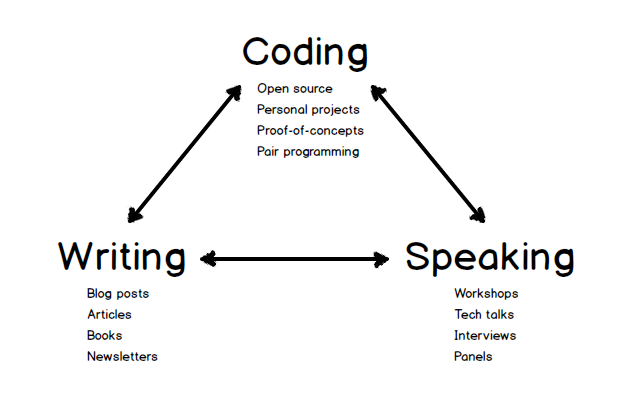 Coding
Open source
Personal projects
Proof-of-concepts
Pair programming
Writing
Blog posts
Articles
Books
Newsletters
Speaking
Workshops
Tech talks
Interviews
Panels